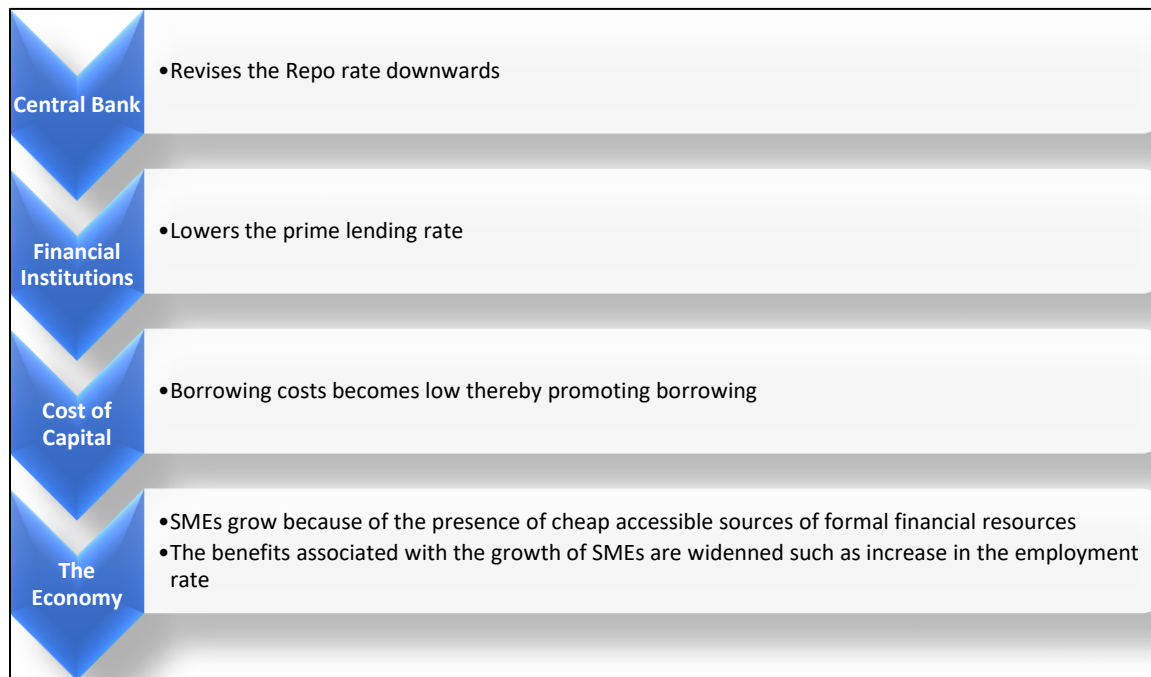 Central Bank
•Revises the Repo rate downwards
Financial
Institutions
•Lowers the prime lending rate
Cost of
Capital
•Borrowing costs becomes low thereby promoting borrowing
The
Economy
•SMEs grow because of the presence of cheap accessible sources of formal financial resources
•The benefits associated with the growth of SMEs are widenned such as increase in the employment
rate